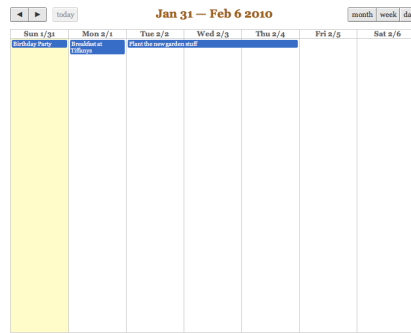 today
Jan 31 — Feb 6 2010
month week da
Sun 1/31 Mon 2/1 Tue 2/2 Wed 2/3 Thu 2/4 Fri 2/5 Sat 2/6
Birthday Party
Breakfast at
Tiffanys
Plant the new garden stuff